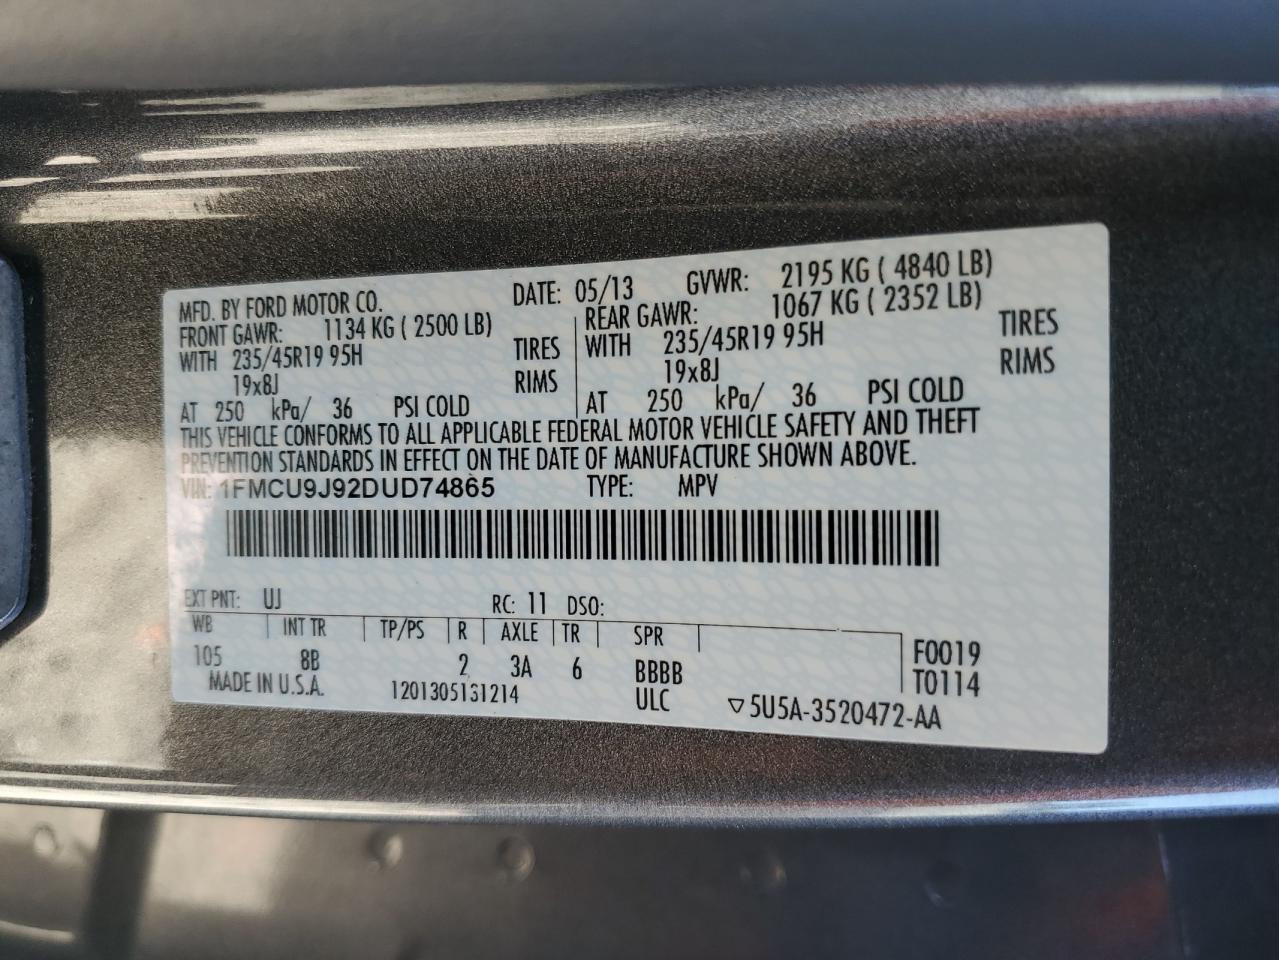 MFD. BY FORD MOTOR CO. DATE: 05/13 GVWR: 2195 KG ( 4840 LB)
FRONT GAWR: 1134 KG ( 2500 LB) REAR GAWR: 1067 KG ( 2352 LB)
WITH 235/45R19 95H TIRES WITH 235/45R19 95H TIRES
19x8J RIMS 19x8J RIMS
AT 250 kPa/ 36 PSI COLD AT 250 kPa/ 36 PSI COLD
THIS VEHICLE CONFORMS TO ALL APPLICABLE FEDERAL MOTOR VEHICLE SAFETY AND THEFT
PREVENTION STANDARDS IN EFFECT ON THE DATE OF MANUFACTURE SHOWN ABOVE.
VIN: 1FMCU9J92DUD74865 TYPE: MPV
EXT PNT: UJ RC: 11 DSO:
WB INT TR TP/PS R AXLE TR SPR F0019
105 8B 2 3A 6 BBBB T0114
MADE IN U.S.A. 1201305131214 ULC ▽5U5A-3520472-AA